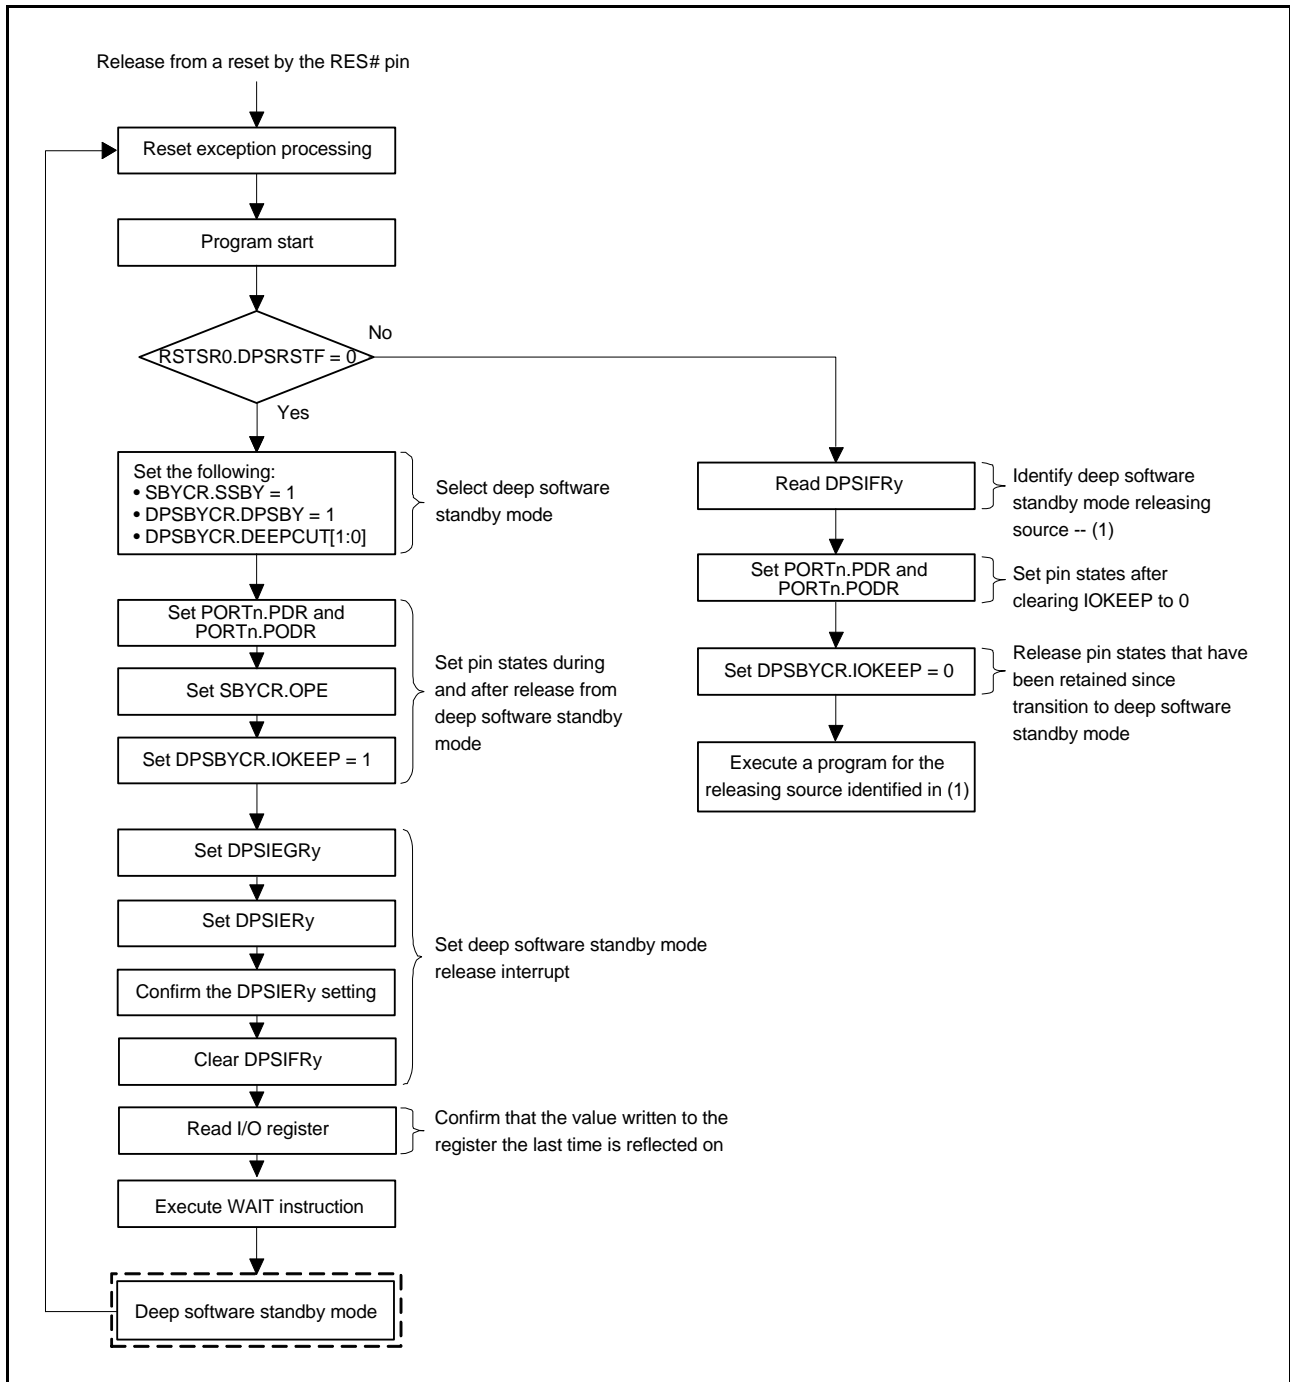 Release from a reset by the RES# pin
Reset exception processing
Program start
RSTSR0.DPSRSTF = 0
No
Yes
Set the following:
• SBYCR.SSBY = 1
• DPSBYCR.DPSBY = 1
• DPSBYCR.DEEPCUT[1:0]
Select deep software
standby mode
Set PORTn.PDR and
PORTn.PODR
Set SBYCR.OPE
Set DPSBYCR.IOKEEP = 1
Set pin states during
and after release from
deep software standby
mode
Set DPSIEGRy
Set DPSIERy
Confirm the DPSIERy setting
Clear DPSIFRy
Set deep software standby mode
release interrupt
Read I/O register
Confirm that the value written to the
register the last time is reflected on
Execute WAIT instruction
Deep software standby mode
Read DPSIFRy
Identify deep software
standby mode releasing
source -- (1)
Set PORTn.PDR and
PORTn.PODR
Set pin states after
clearing IOKEEP to 0
Set DPSBYCR.IOKEEP = 0
Release pin states that have
been retained since
transition to deep software
standby mode
Execute a program for the
releasing source identified in (1)